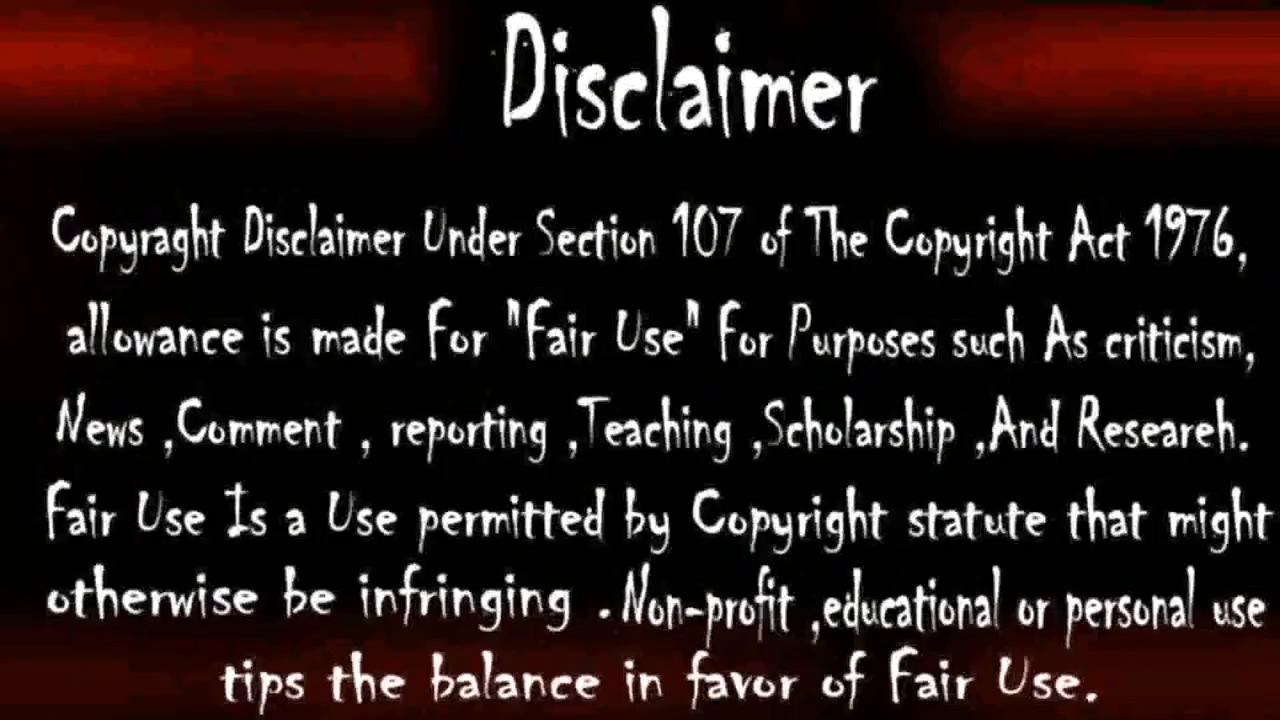 Disclaimer
Copyraght Disclaimer Under Section 107 of The Copyright Act 1976,
allowance is made For "Fair Use" For Purposes such As criticism,
News ,Comment , reporting ,Teaching ,Scholarship ,And Researeh.
Fair Use Is a Use permitted by Copyright statute that might
otherwise be infringing . Non-profit ,educational or personal use
tips the balance in favor of Fair Use.